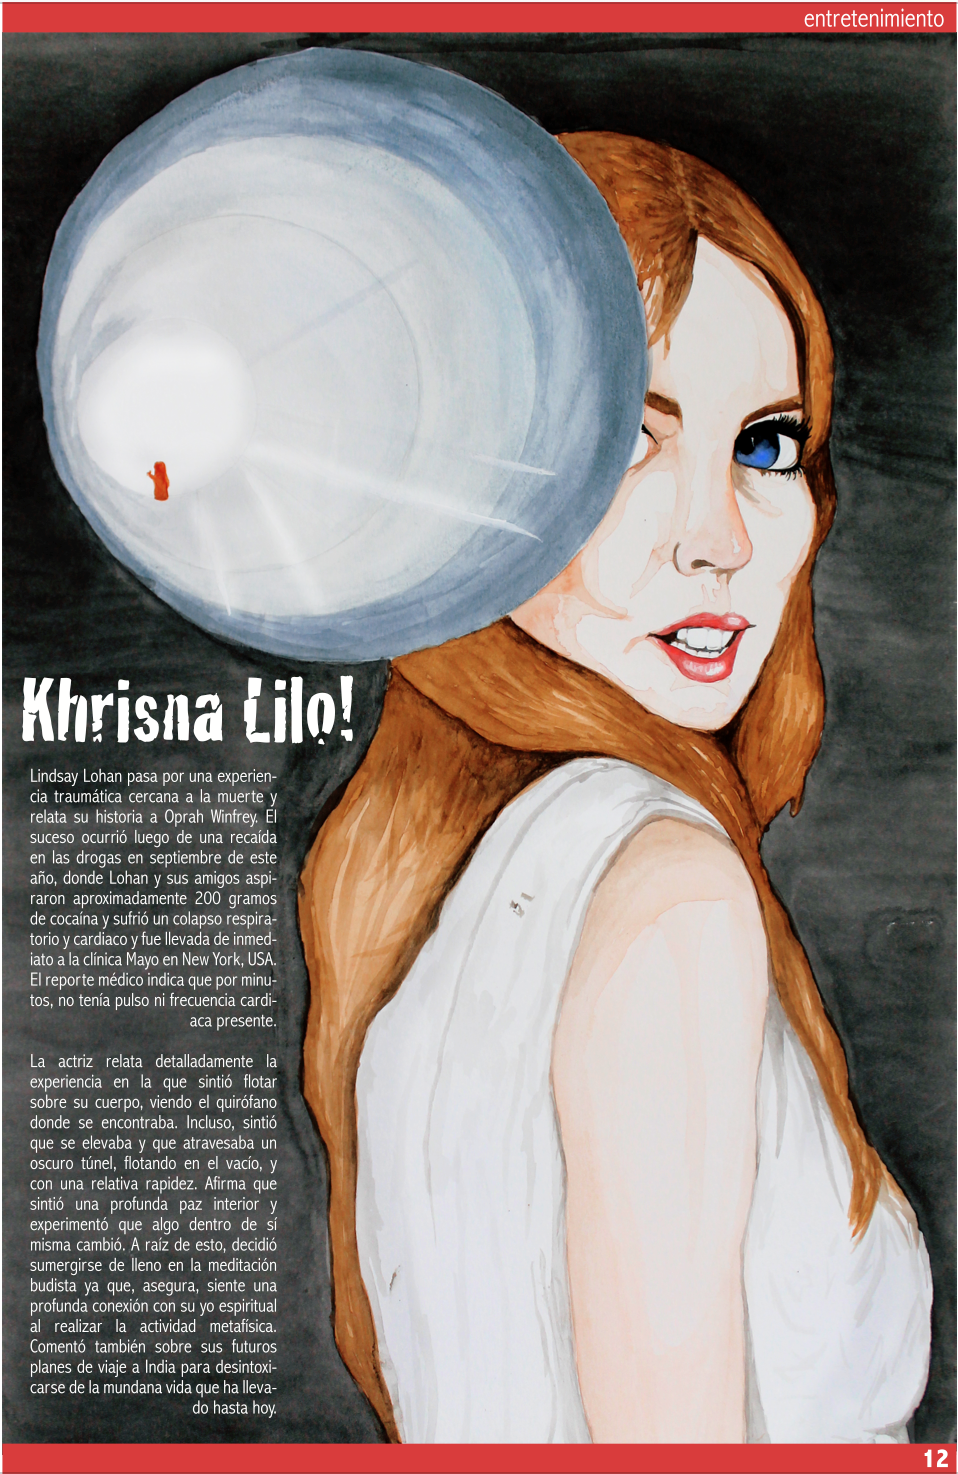 entretenimiento
Khrisna Lilo!
Lindsay Lohan pasa por una experien-
cia traumática cercana a la muerte y
relata su historia a Oprah Winfrey. El
suceso ocurrió luego de una recaída
en las drogas en septiembre de este
año, donde Lohan y sus amigos aspi-
raron aproximadamente 200 gramos
de cocaína y sufrió un colapso respira-
torio y cardiaco y fue llevada de inmed-
iato a la clínica Mayo en New York, USA.
El reporte médico indica que por minu-
tos, no tenía pulso ni frecuencia cardi-
aca presente.
La actriz relata detalladamente la
experiencia en la que sintió flotar
sobre su cuerpo, viendo el quirófano
donde se encontraba. Incluso, sintió
que se elevaba y que atravesaba un
oscuro túnel, flotando en el vacío, y
con una relativa rapidez. Afirma que
sintió una profunda paz interior y
experimentó que algo dentro de sí
misma cambió. A raíz de esto, decidió
sumergirse de lleno en la meditación
budista ya que, asegura, siente una
profunda conexión con su yo espiritual
al realizar la actividad metafísica.
Comentó también sobre sus futuros
planes de viaje a India para desintoxi-
carse de la mundana vida que ha lleva-
do hasta hoy.
12